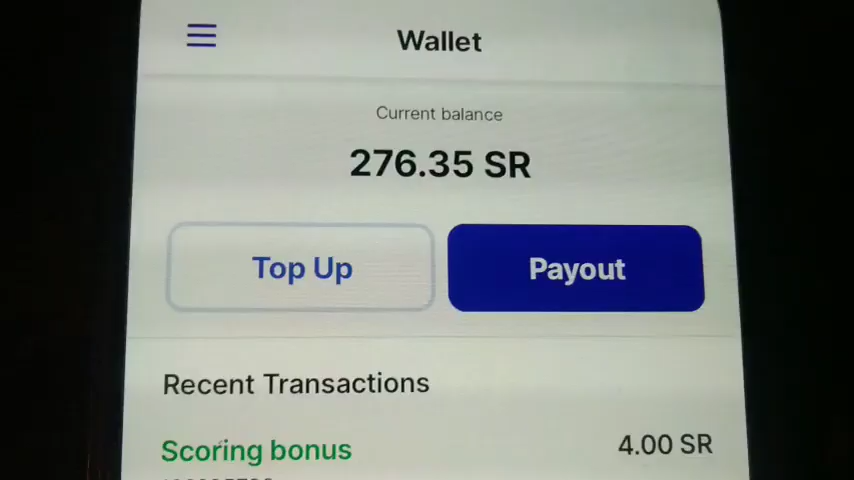 Wallet
Current balance
276.35 SR
Top Up
Payout
Recent Transactions
Scoring bonus
4.00 SR